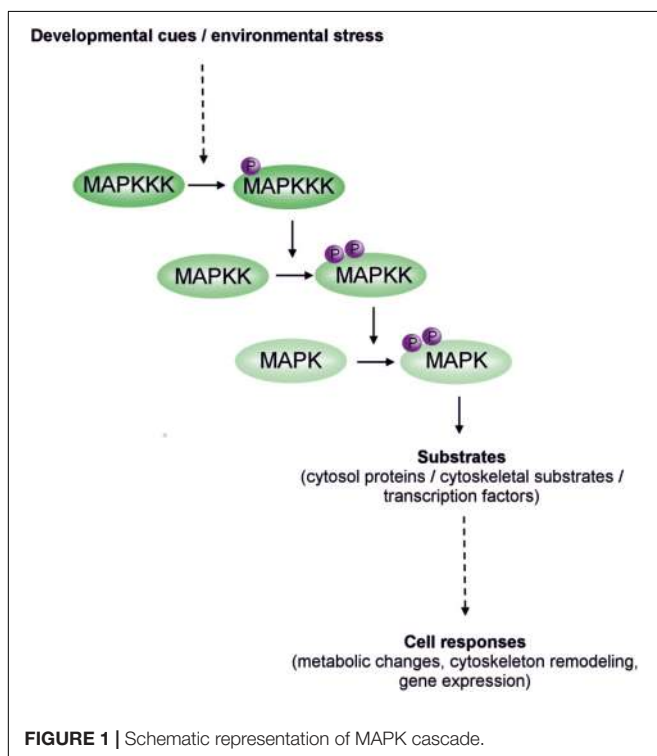 Developmental cues / environmental stress
P
MAPKKK MAPKKK
P P
MAPKK MAPKK
P P
MAPK MAPK
Substrates
(cytosol proteins / cytoskeletal substrates /
transcription factors)
Cell responses
(metabolic changes, cytoskeleton remodeling,
gene expression)
FIGURE 1 | Schematic representation of MAPK cascade.